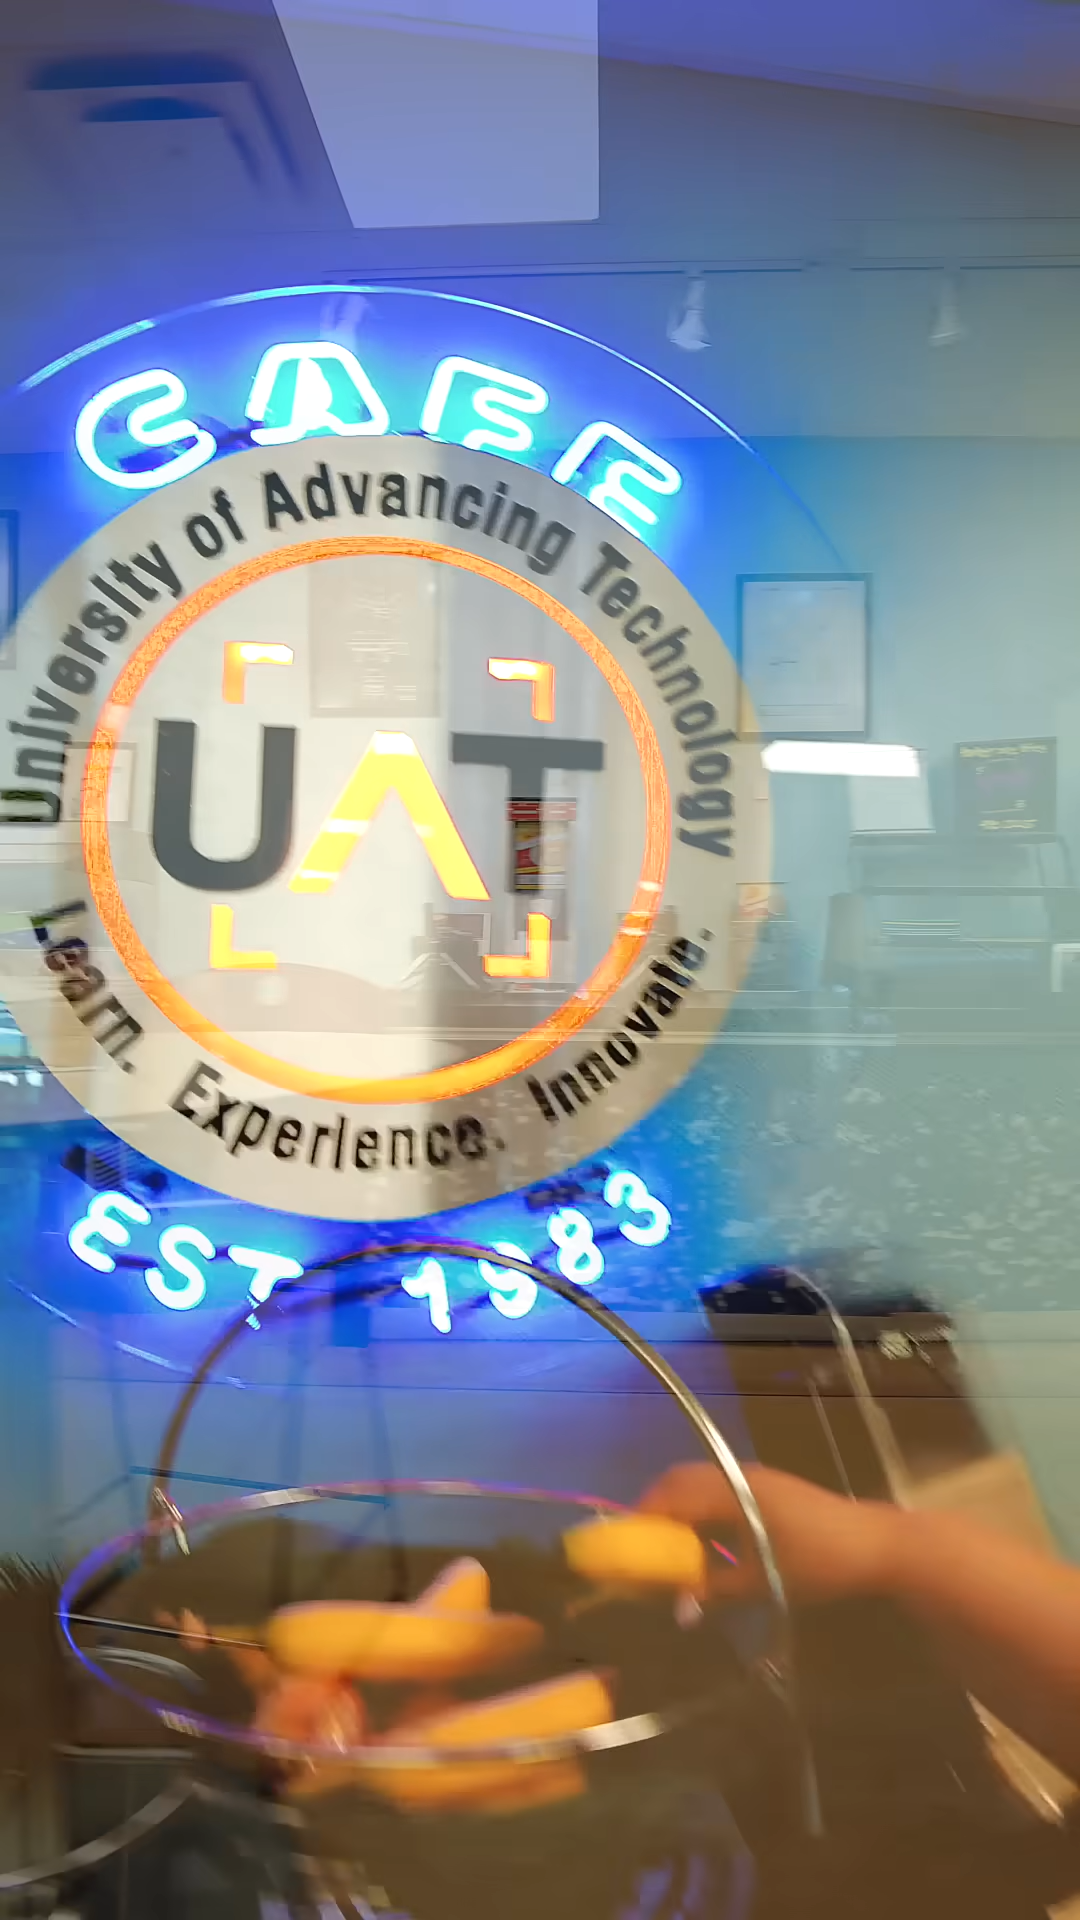 CAFE
University of Advancing Technology
UAT
Learn. Experience. Innovate.
EST 1983